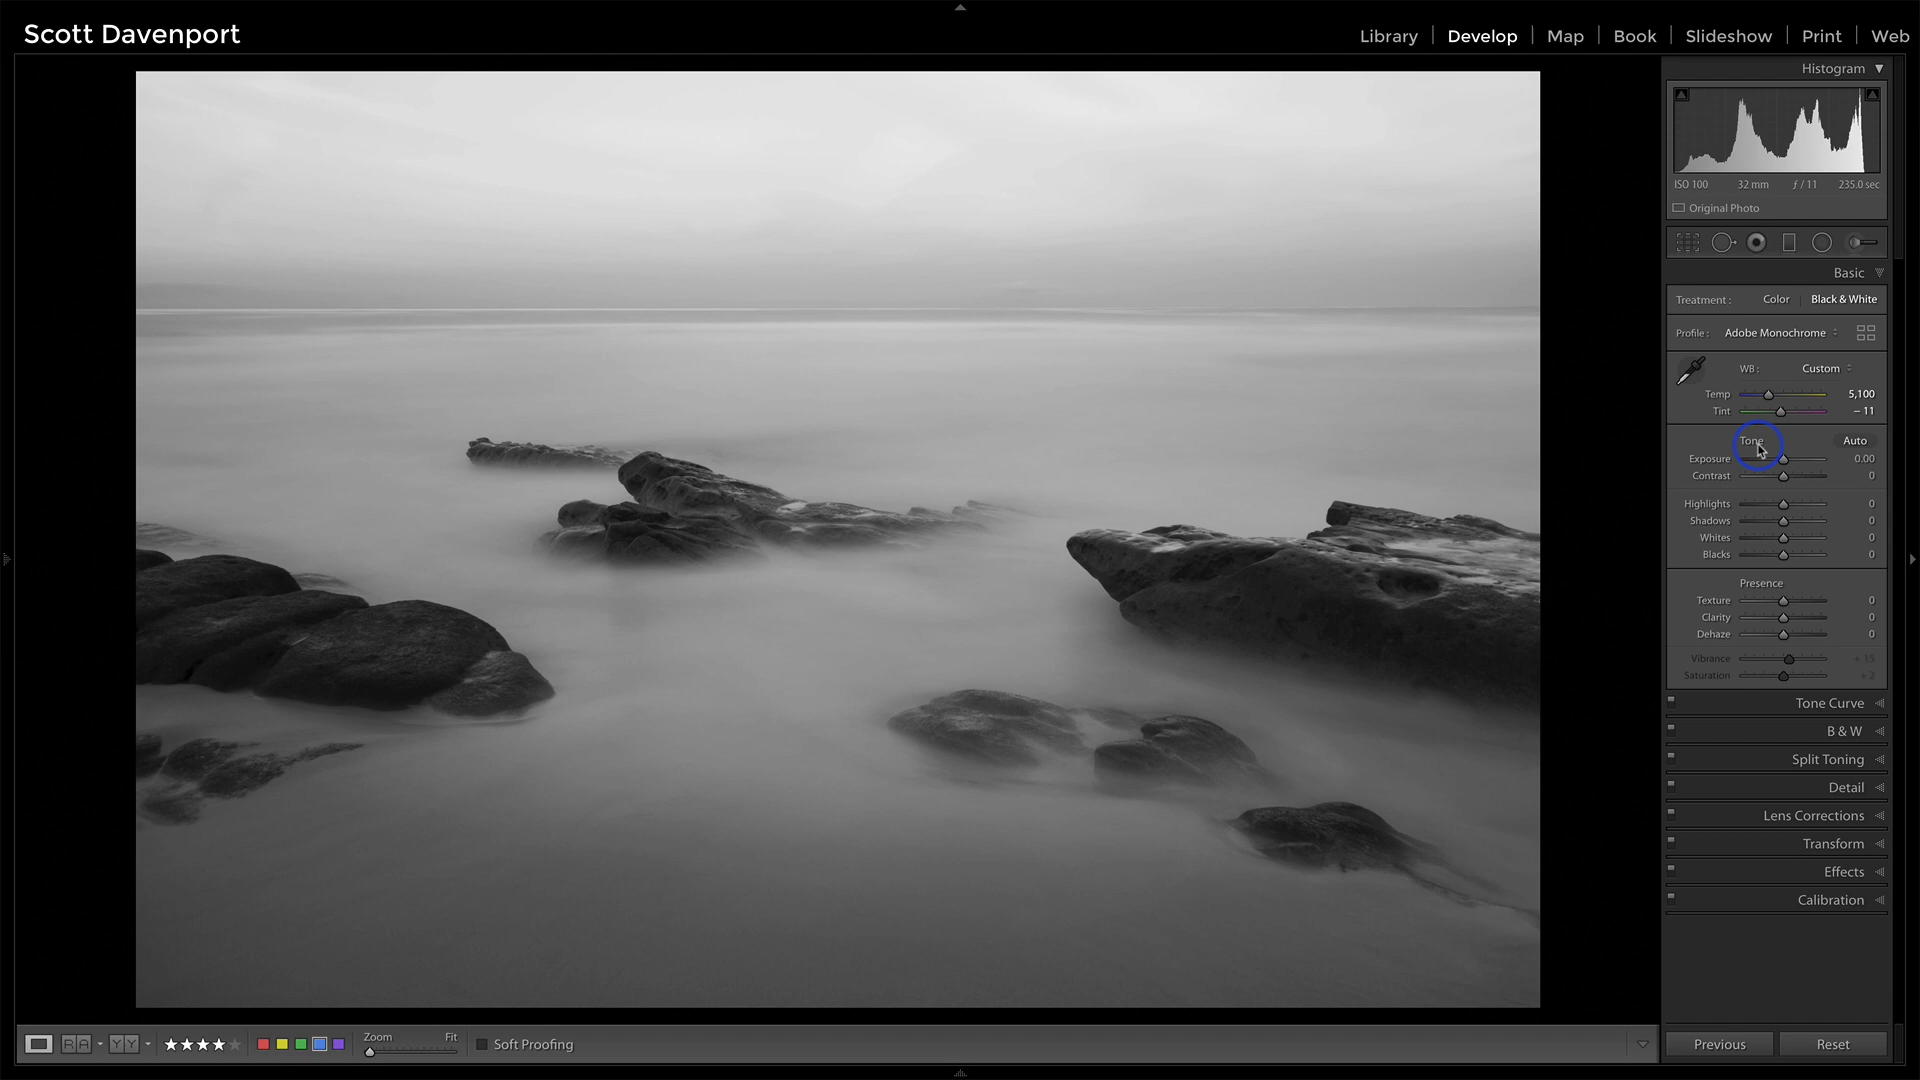 Scott Davenport
Library | Develop | Map | Book | Slideshow | Print | Web
Histogram
ISO 100 32 mm ƒ / 11 235.0 sec
Original Photo
Basic
Treatment : Color Black & White
Profile : Adobe Monochrome
WB : Custom
Temp 5,100
Tint – 11
Tone Auto
Exposure 0.00
Contrast 0
Highlights 0
Shadows 0
Whites 0
Blacks 0
Presence
Texture 0
Clarity 0
Dehaze 0
Vibrance + 15
Saturation + 2
Tone Curve
B & W
Split Toning
Detail
Lens Corrections
Transform
Effects
Calibration
R A Y Y Zoom Fit Soft Proofing
Previous Reset